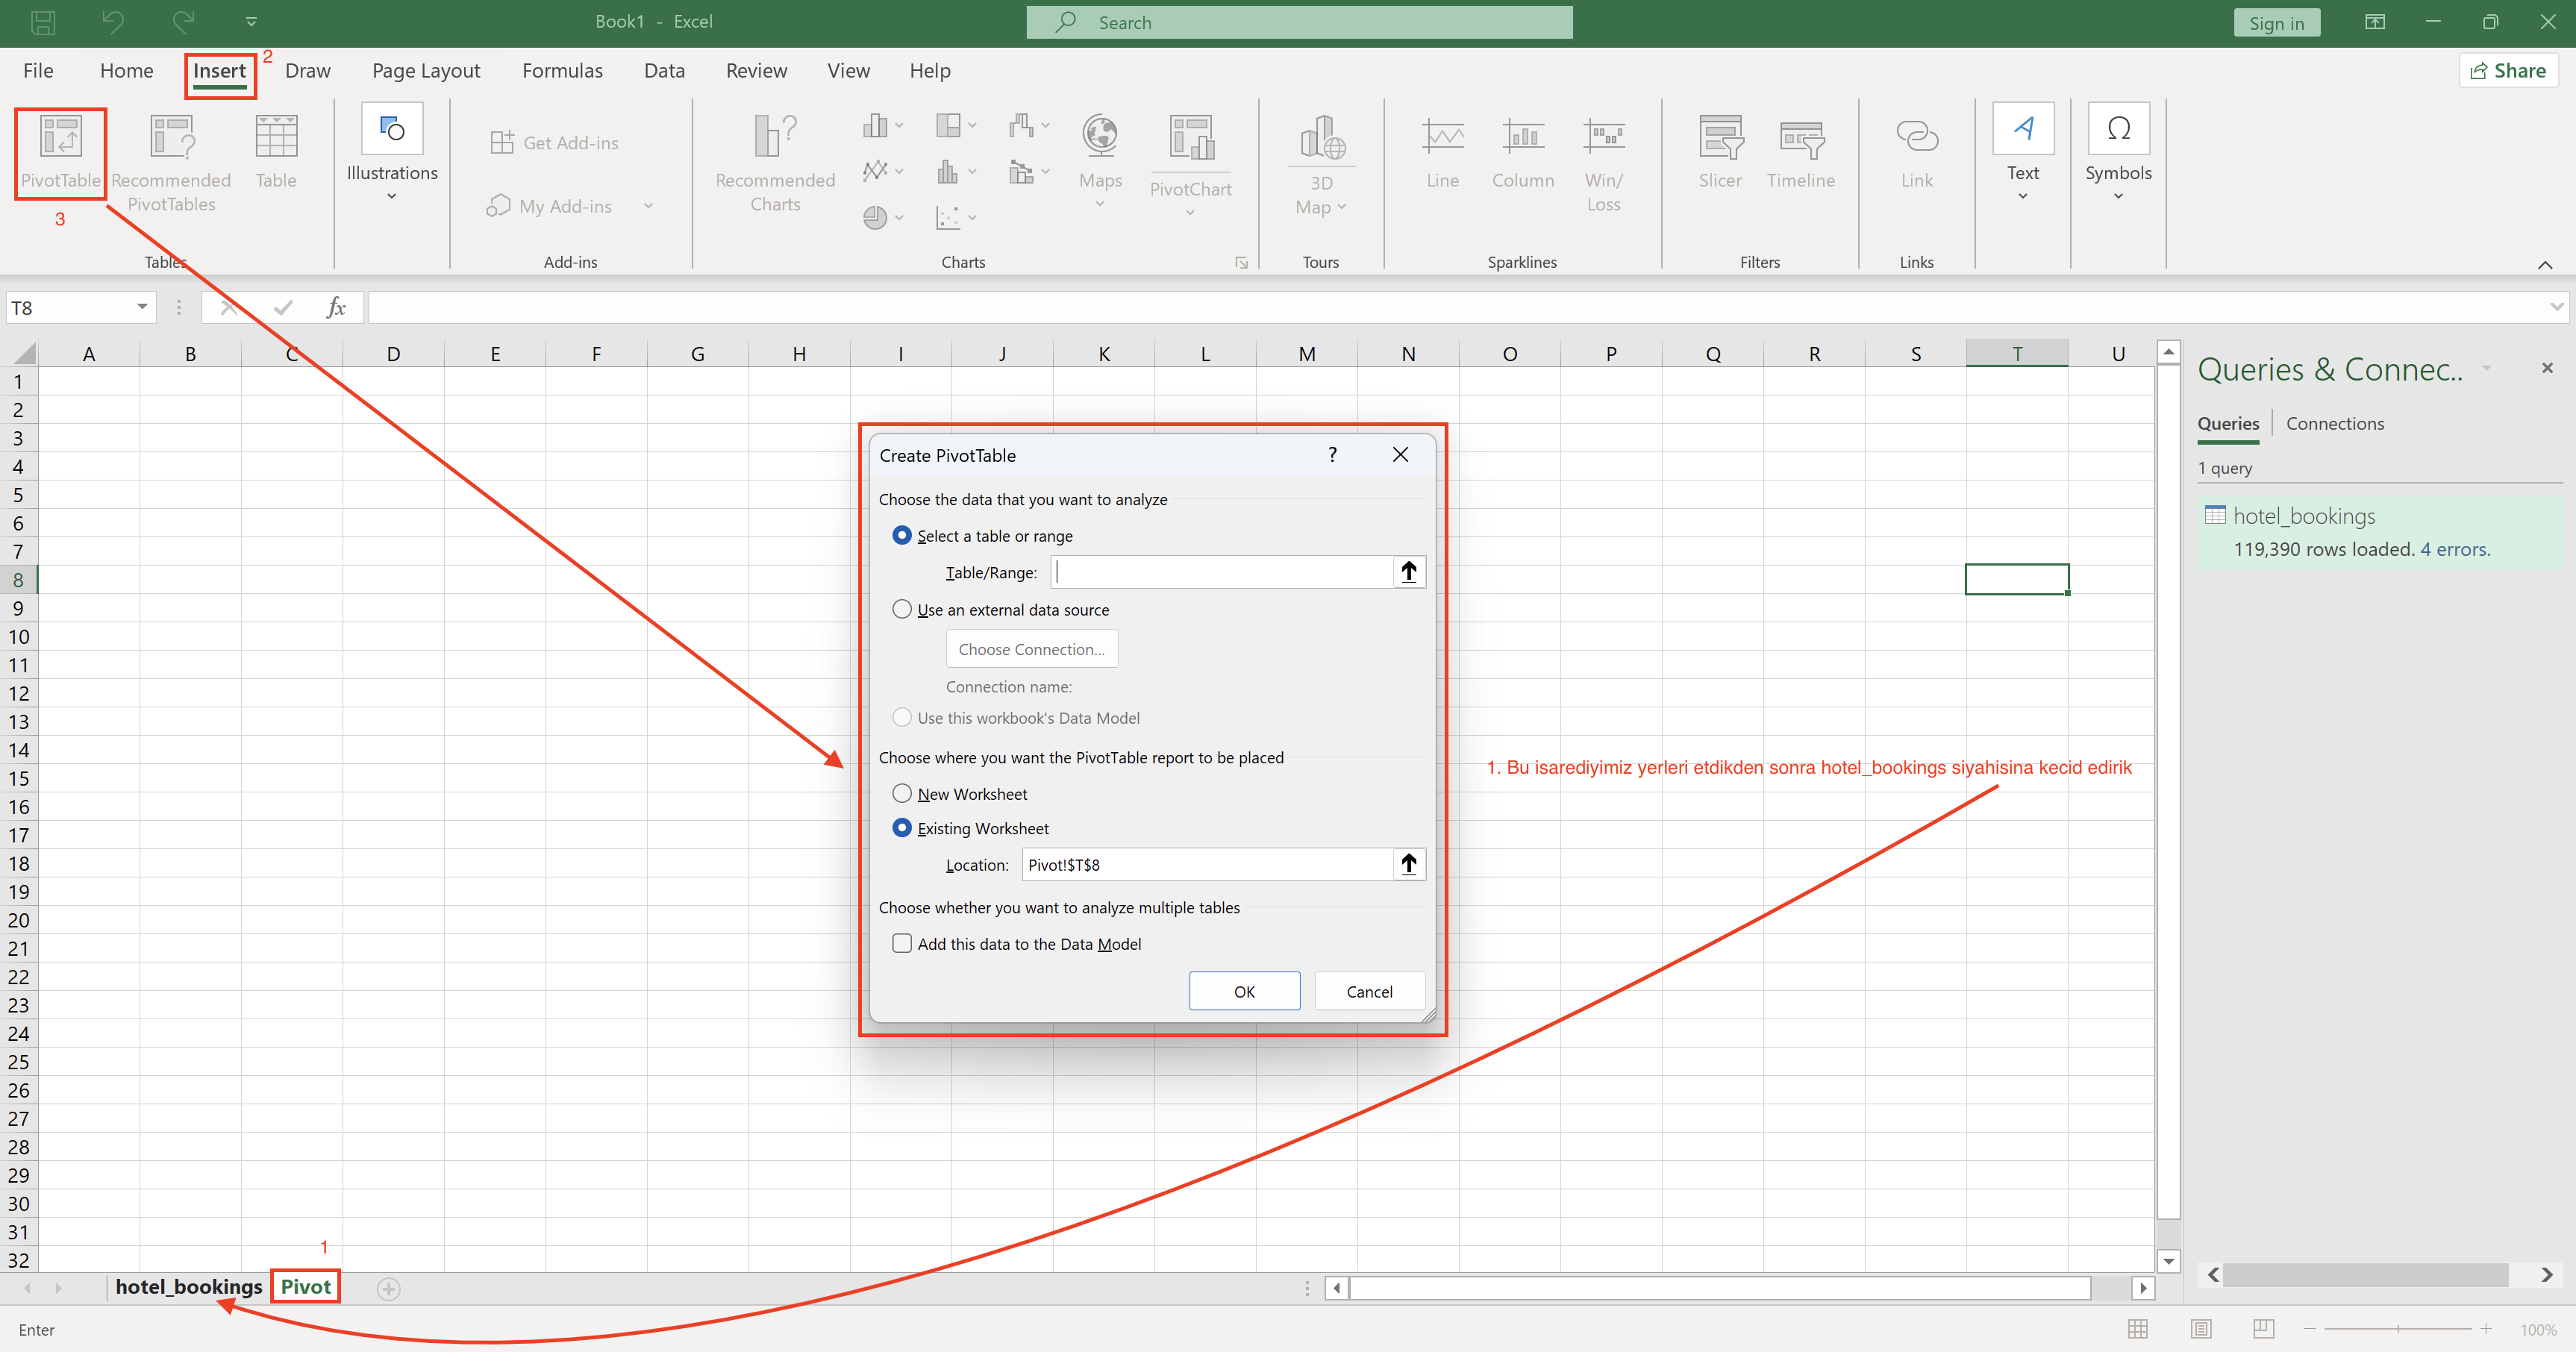 Book1 - Excel
Search
Sign in
File Home Insert 2 Draw Page Layout Formulas Data Review View Help
Share
PivotTable
3
Recommended
PivotTables
Table
Tables
Illustrations
Get Add-ins
My Add-ins
Add-ins
Recommended
Charts
Maps
PivotChart
Charts
3D
Map
Tours
Line
Column
Win/
Loss
Sparklines
Slicer
Timeline
Filters
Link
Links
Text
Symbols
T8
fx
A B C D E F G H I J K L M N O P Q R S T U
1
2
3
4
5
6
7
8
9
10
11
12
13
14
15
16
17
18
19
20
21
22
23
24
25
26
27
28
29
30
31
32
Create PivotTable ?
Choose the data that you want to analyze
Select a table or range
Table/Range:
Use an external data source
Choose Connection...
Connection name:
Use this workbook's Data Model
Choose where you want the PivotTable report to be placed
New Worksheet
Existing Worksheet
Location: Pivot!$T$8
Choose whether you want to analyze multiple tables
Add this data to the Data Model
OK Cancel
1. Bu isarediyimiz yerleri etdikden sonra hotel_bookings siyahisina kecid edirik
Queries & Connec..
Queries Connections
1 query
hotel_bookings
119,390 rows loaded. 4 errors.
1
hotel_bookings Pivot
Enter
100%